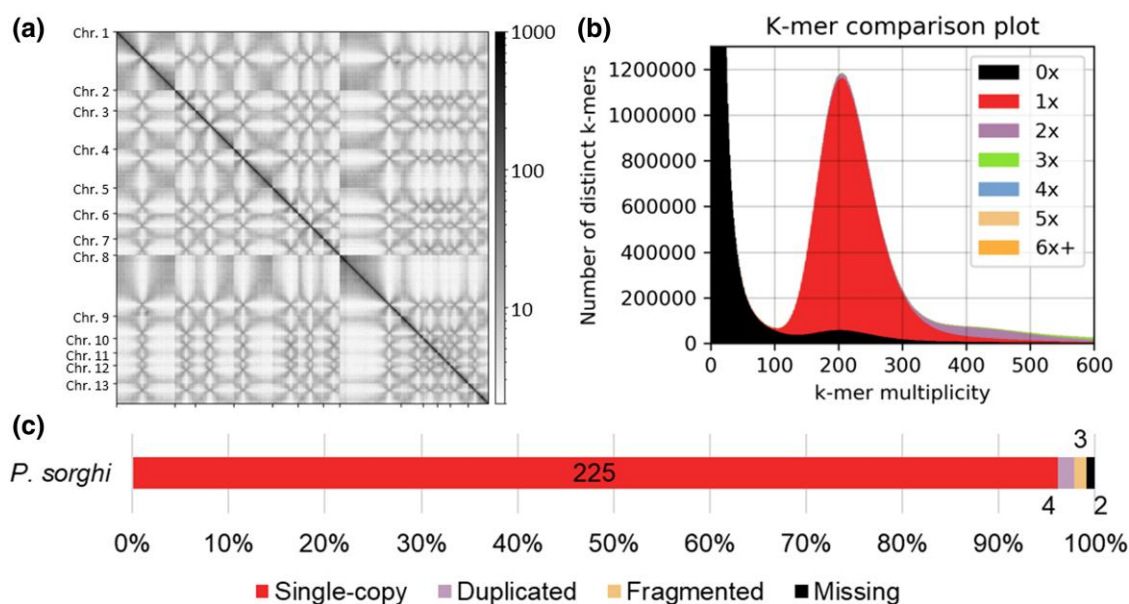 (a)
Chr. 1
Chr. 2
Chr. 3
Chr. 4
Chr. 5
Chr. 6
Chr. 7
Chr. 8
Chr. 9
Chr. 10
Chr. 11
Chr. 12
Chr. 13
1000
100
10
(b)
K-mer comparison plot
Number of distinct k-mers
1200000
1000000
800000
600000
400000
200000
0
0 100 200 300 400 500 600
k-mer multiplicity
0x
1x
2x
3x
4x
5x
6x+
(c)
P. sorghi
225
3
4
2
0% 10% 20% 30% 40% 50% 60% 70% 80% 90% 100%
Single-copy Duplicated Fragmented Missing